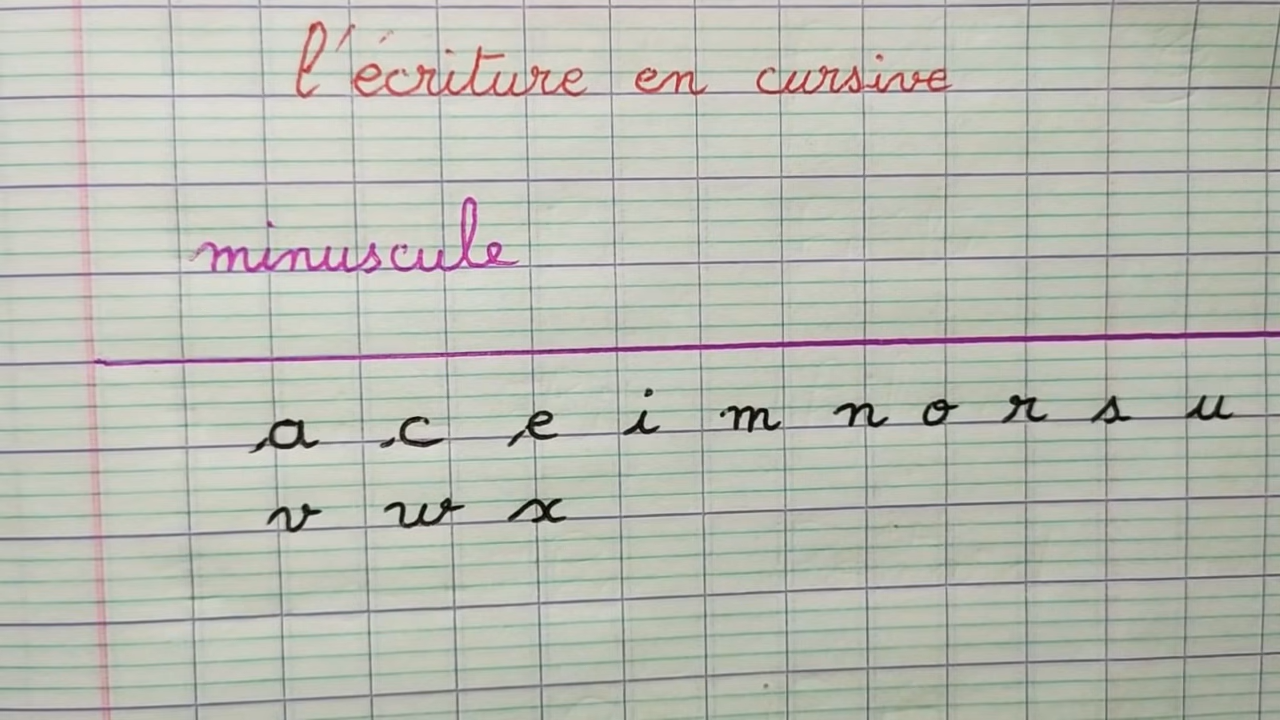 l'écriture en cursive
minuscule
a c e i m n o r s u
v w x